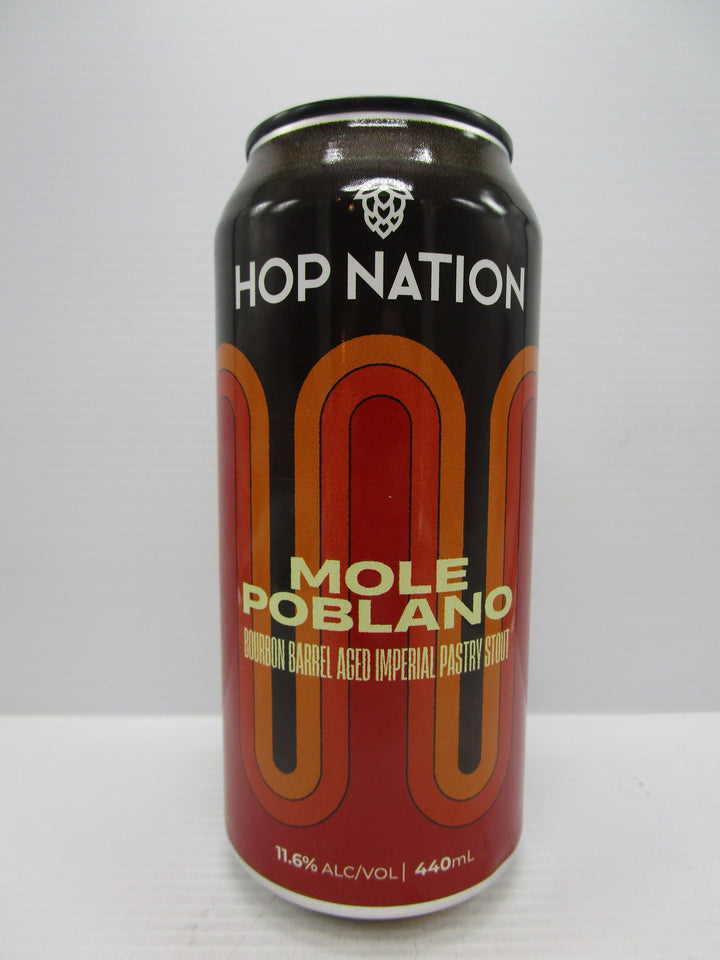 HOP NATION
MOLE
POBLANO
BOURBON BARREL AGED IMPERIAL PASTRY STOUT
11.6% ALC/VOL | 440mL